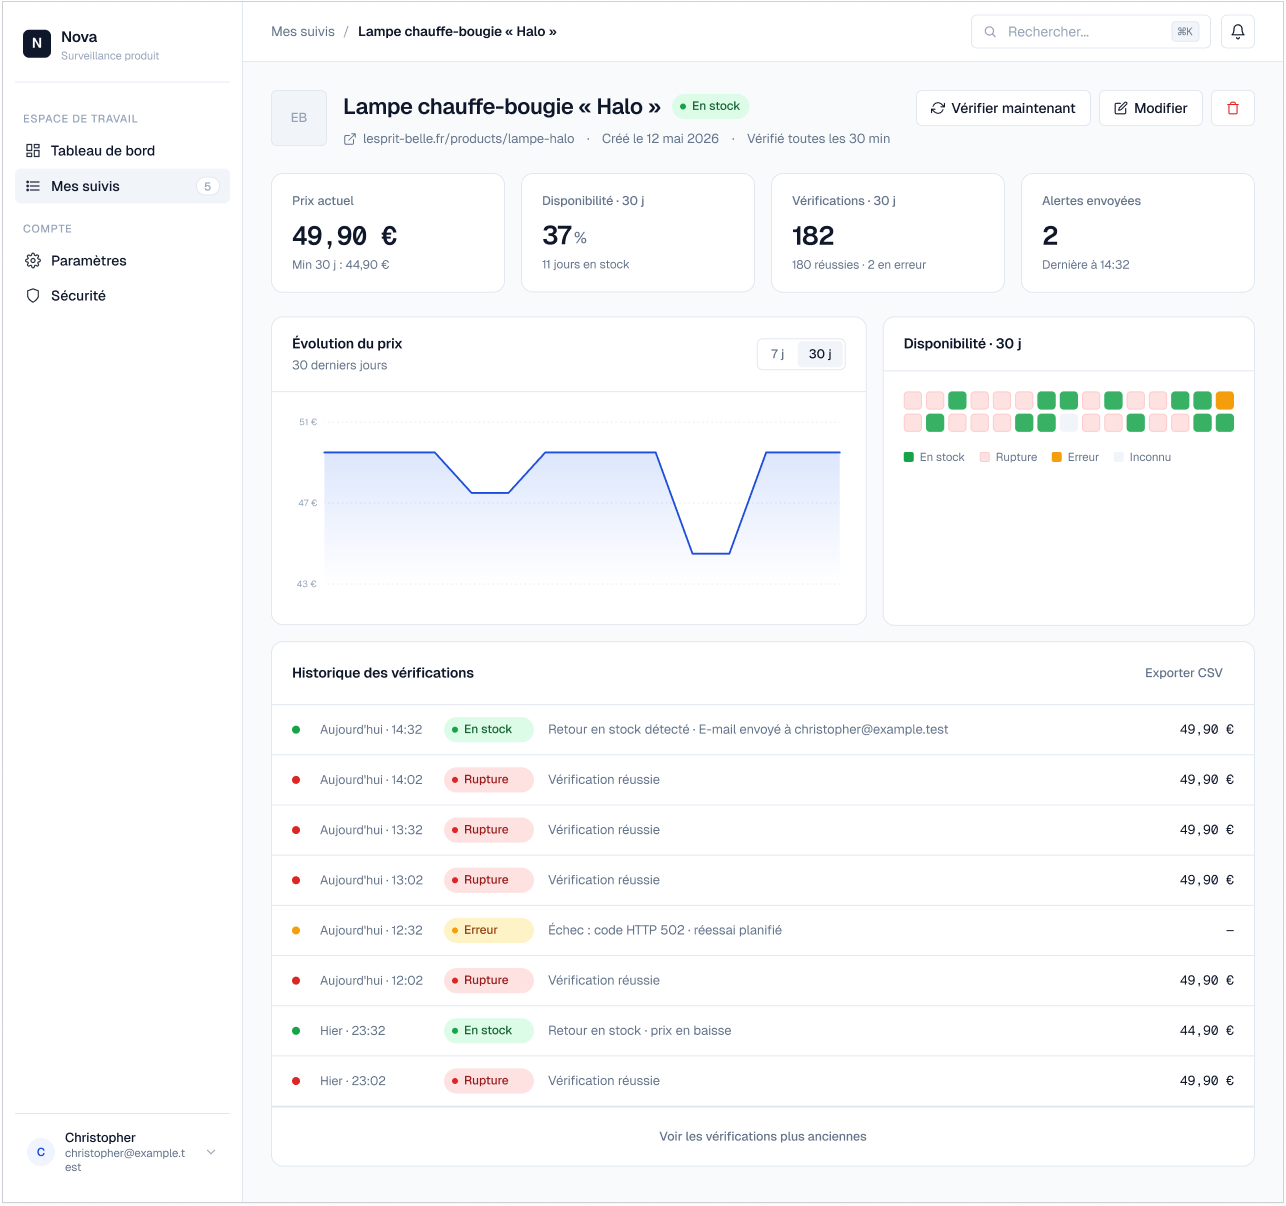 N
Nova
Surveillance produit
ESPACE DE TRAVAIL
Tableau de bord
Mes suivis 5
COMPTE
Paramètres
Sécurité
Christopher
christopher@example.t
est
C
Mes suivis / Lampe chauffe-bougie « Halo »
Rechercher... ⌘K
EB
Lampe chauffe-bougie « Halo » En stock
lesprit-belle.fr/products/lampe-halo · Créé le 12 mai 2026 · Vérifié toutes les 30 min
Vérifier maintenant
Modifier
Prix actuel
49,90 €
Min 30 j : 44,90 €
Disponibilité · 30 j
37%
11 jours en stock
Vérifications · 30 j
182
180 réussies · 2 en erreur
Alertes envoyées
2
Dernière à 14:32
Évolution du prix
30 derniers jours
7 j 30 j
51 €
47 €
43 €
Disponibilité · 30 j
En stock Rupture Erreur Inconnu
Historique des vérifications Exporter CSV
Aujourd'hui · 14:32 En stock Retour en stock détecté · E-mail envoyé à christopher@example.test 49,90 €
Aujourd'hui · 14:02 Rupture Vérification réussie 49,90 €
Aujourd'hui · 13:32 Rupture Vérification réussie 49,90 €
Aujourd'hui · 13:02 Rupture Vérification réussie 49,90 €
Aujourd'hui · 12:32 Erreur Échec : code HTTP 502 · réessai planifié –
Aujourd'hui · 12:02 Rupture Vérification réussie 49,90 €
Hier · 23:32 En stock Retour en stock · prix en baisse 44,90 €
Hier · 23:02 Rupture Vérification réussie 49,90 €
Voir les vérifications plus anciennes